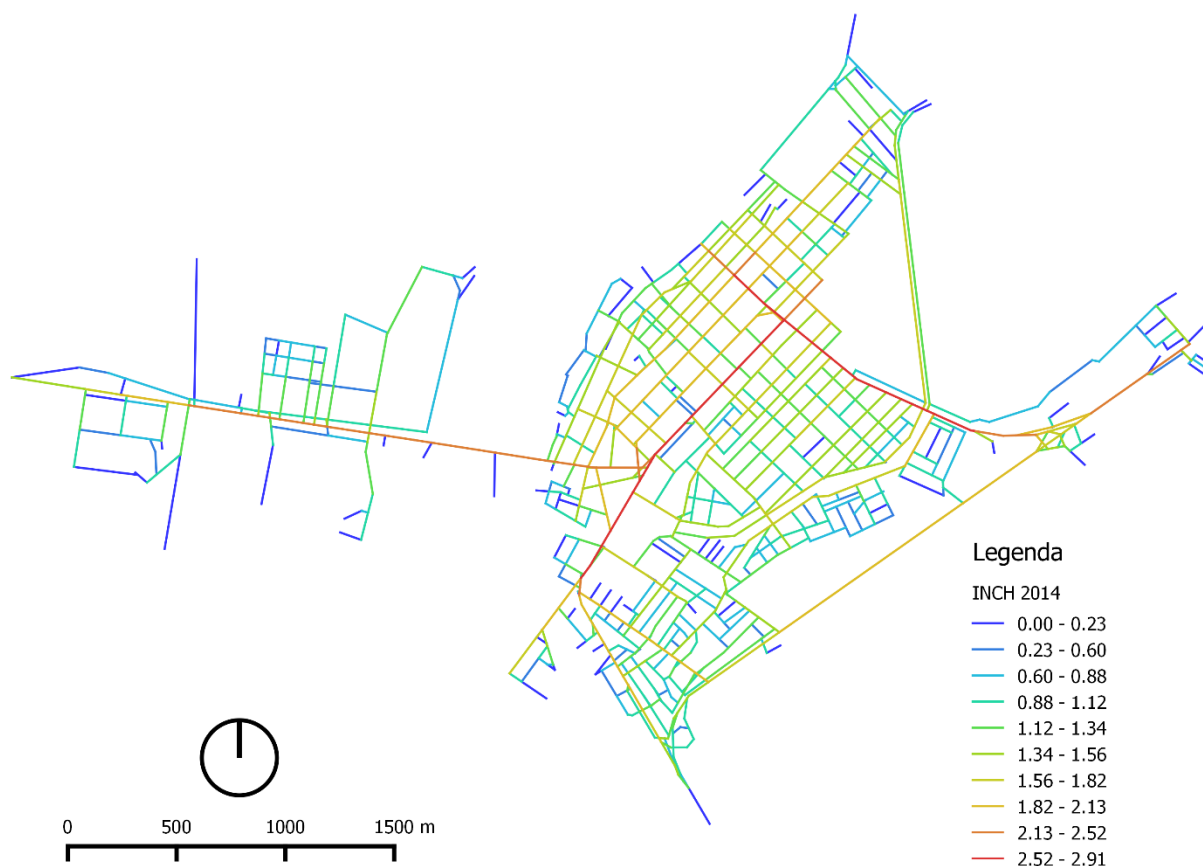 Legenda
INCH 2014
0.00 - 0.23
0.23 - 0.60
0.60 - 0.88
0.88 - 1.12
1.12 - 1.34
1.34 - 1.56
1.56 - 1.82
1.82 - 2.13
2.13 - 2.52
2.52 - 2.91
0 500 1000 1500 m